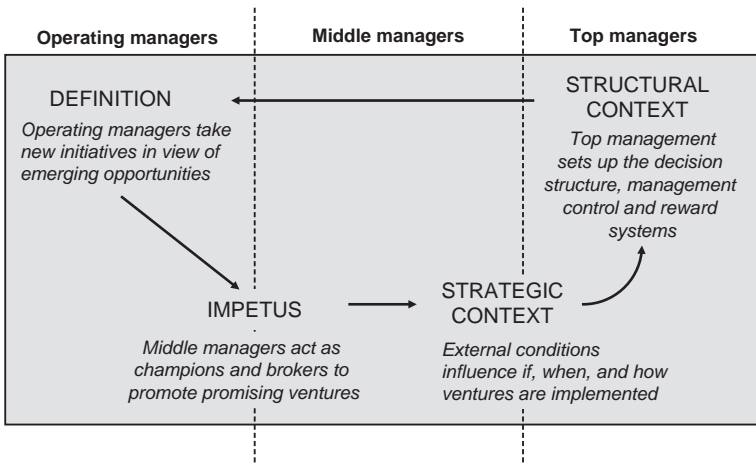 Operating managers
Middle managers
Top managers
DEFINITION
Operating managers take
new initiatives in view of
emerging opportunities
STRUCTURAL
CONTEXT
Top management
sets up the decision
structure, management
control and reward
systems
IMPETUS
Middle managers act as
champions and brokers to
promote promising ventures
STRATEGIC
CONTEXT
External conditions
influence if, when, and how
ventures are implemented